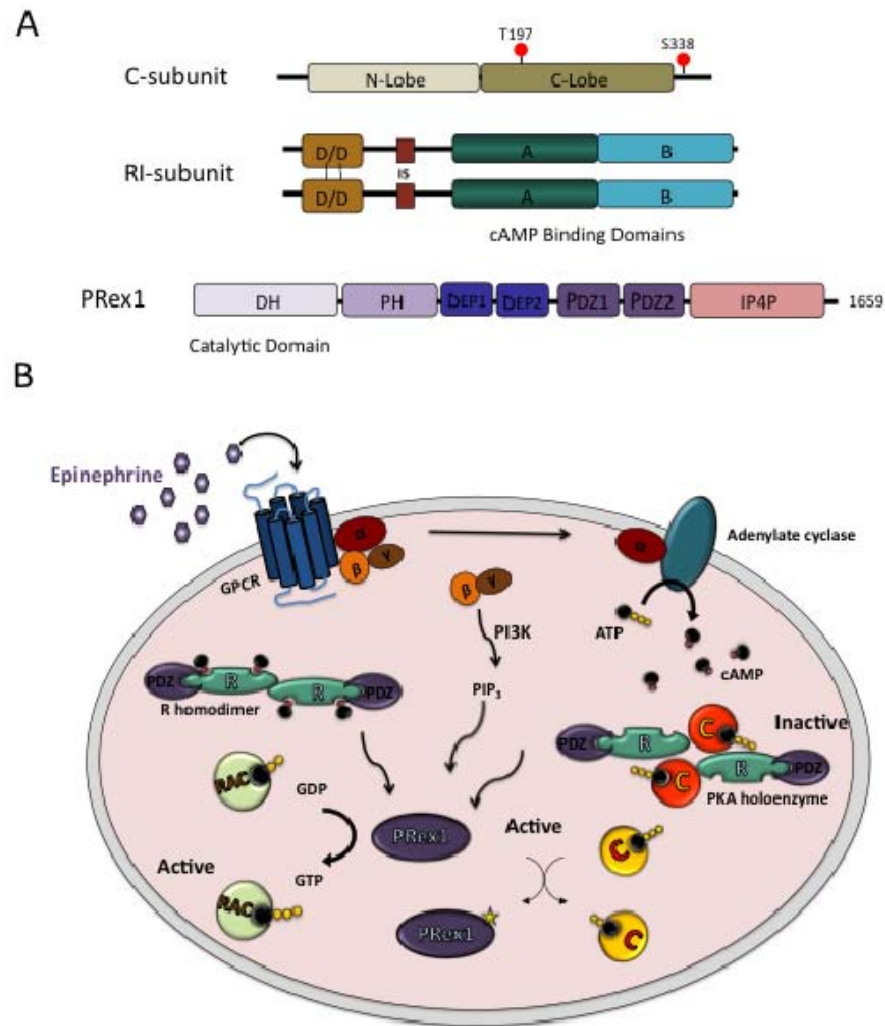 A
T197
S338
C-subunit
N-Lobe
C-Lobe
D/D
A
B
RI-subunit
IS
D/D
A
B
cAMP Binding Domains
PRex1
DH
PH
DEP1
DEP2
PDZ1
PDZ2
IP4P
1659
Catalytic Domain
B
Epinephrine
GPCR
α
β
γ
α
Adenylate cyclase
β
γ
PI3K
ATP
cAMP
PDZ
R
R
PDZ
R homodimer
PIP3
Inactive
PDZ
R
C
C
R
PDZ
PKA holoenzyme
RAC
GDP
PRex1
Active
C
Active
GTP
RAC
PRex1
C